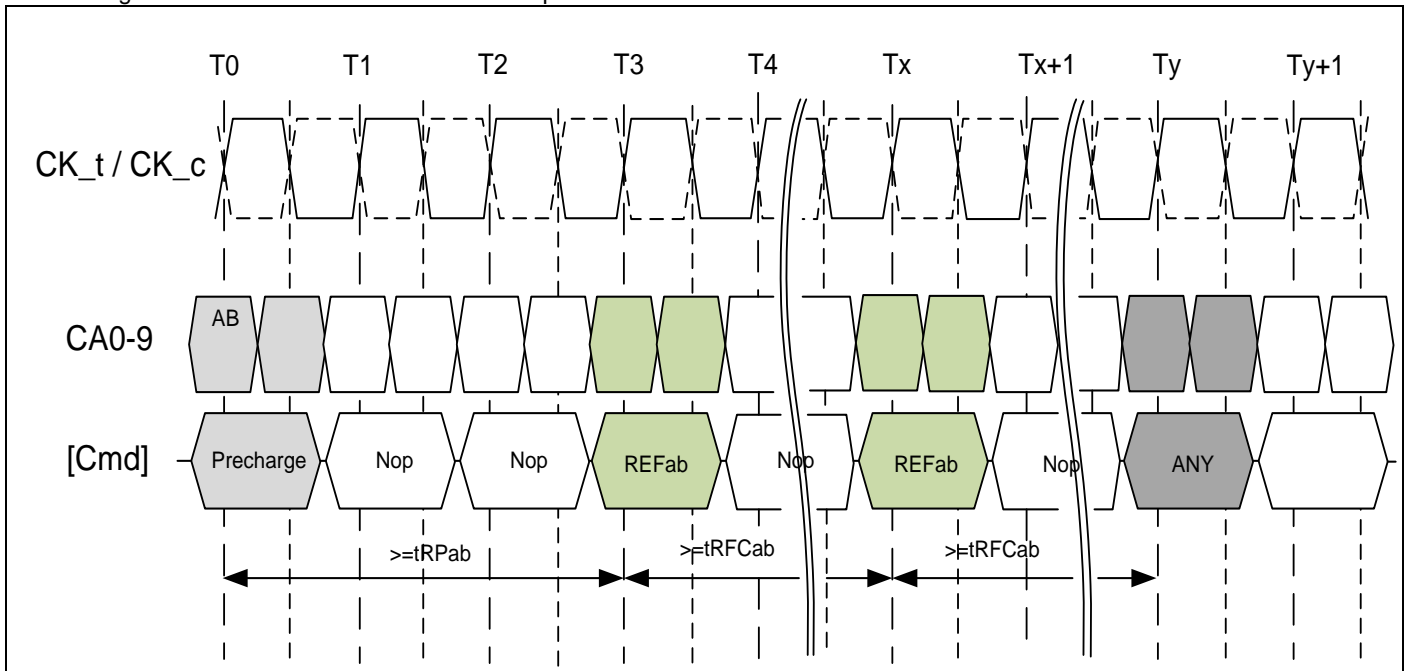 T0 T1 T2 T3 T4 Tx Tx+1 Ty Ty+1
CK_t / CK_c
CA0-9 AB
[Cmd] Precharge Nop Nop REFab Nop REFab Nop ANY
>=tRPab >=tRFCab >=tRFCab